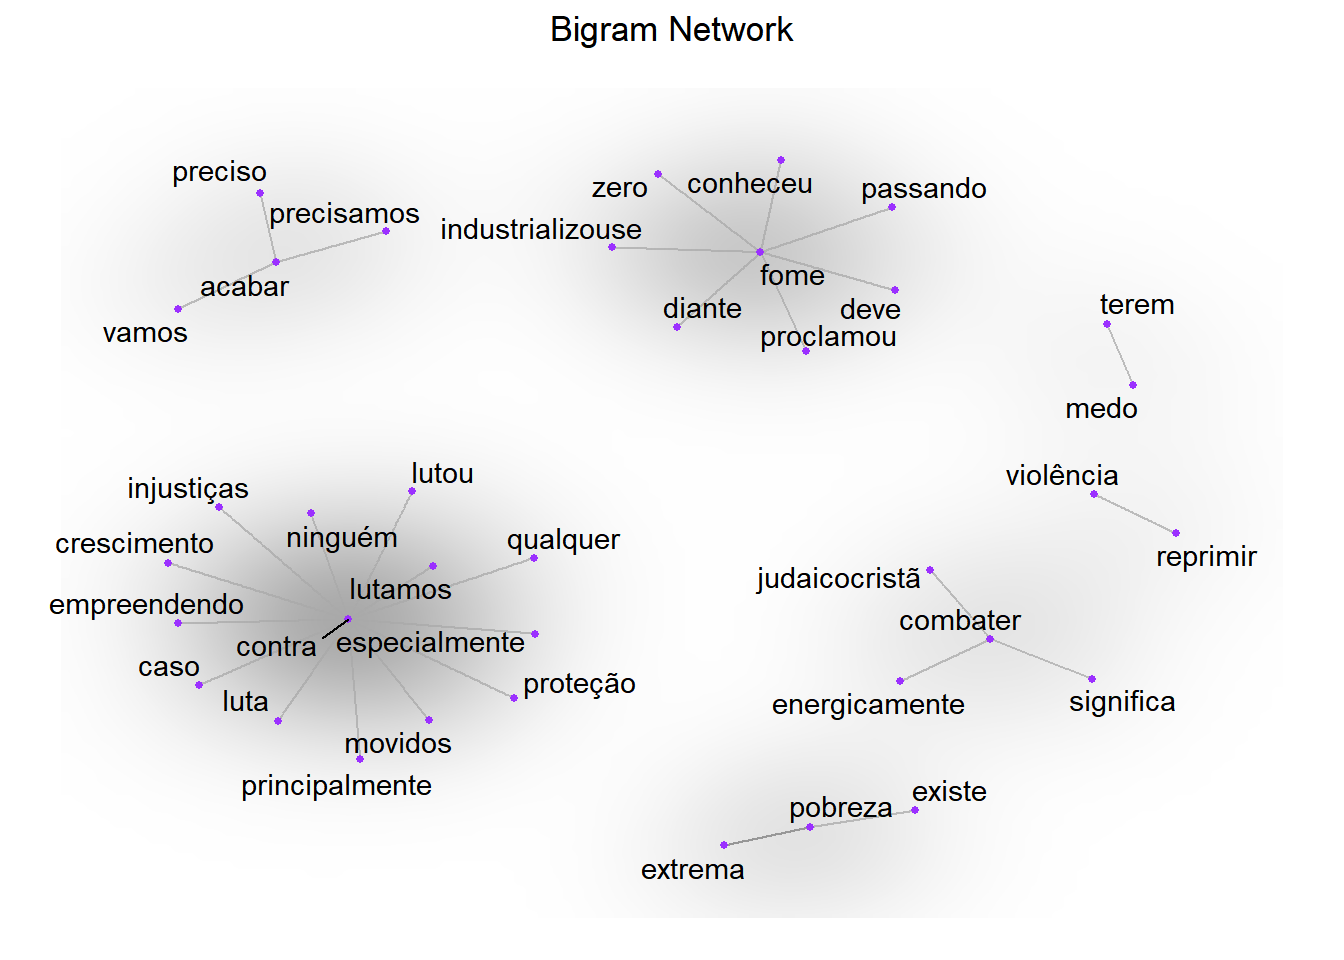 Bigram Network
preciso
precisamos
acabar
vamos
zero
conheceu
passando
industrializouse
fome
diante
deve
proclamou
terem
medo
violência
reprimir
lutou
injustiças
ninguém
qualquer
crescimento
lutamos
empreendendo
contra
especialmente
caso
proteção
luta
movidos
principalmente
judaicocristã
combater
energicamente
significa
existe
pobreza
extrema